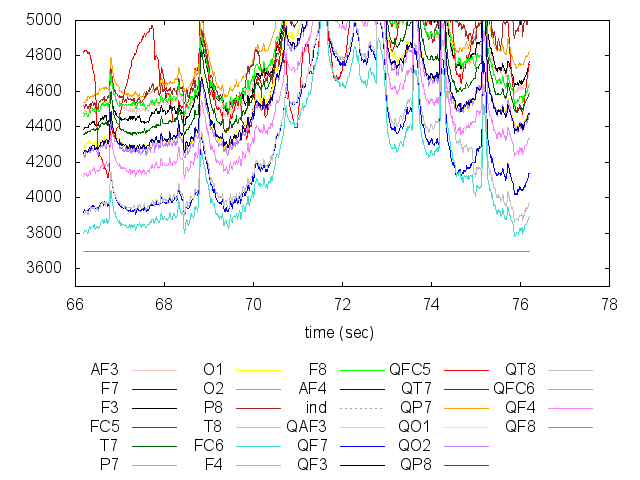 5000
4800
4600
4400
4200
4000
3800
3600
66 68 70 72 74 76 78
time (sec)
AF3 O1 F8 QFC5 QT8
F7 O2 AF4 QT7 QFC6
F3 P8 ind QP7 QF4
FC5 T8 QAF3 QO1 QF8
T7 FC6 QF7 QO2
P7 F4 QF3 QP8